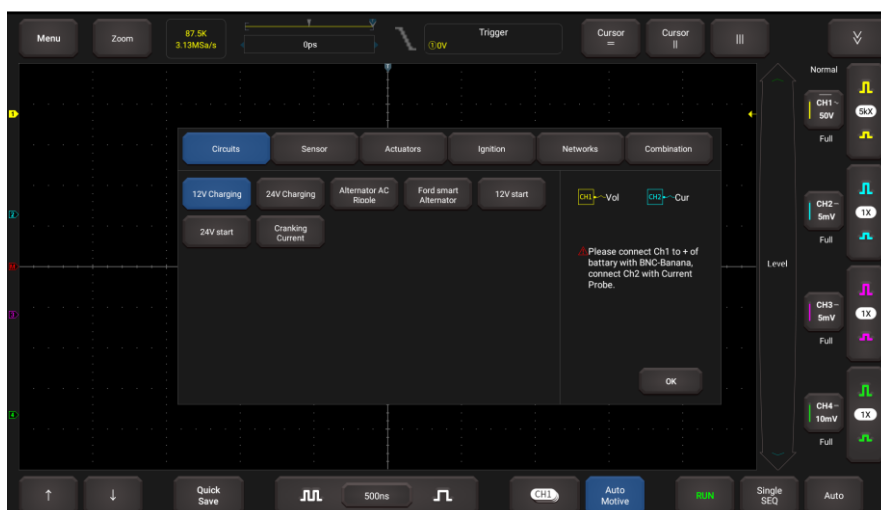 Menu
Zoom
87.5K
3.13MSa/s
0ps
①0V
Trigger
Cursor
Cursor
Normal
CH1~
50V
5kX
Full
CH2-
5mV
1X
Full
CH3-
5mV
1X
Full
CH4-
10mV
1X
Full
Level
Circuits
Sensor
Actuators
Ignition
Networks
Combination
12V Charging
24V Charging
Alternator AC
Ripple
Ford smart
Alternator
12V start
24V start
Cranking
Current
CH1 Vol
CH2 Cur
Please connect Ch1 to + of
battary with BNC-Banana,
connect Ch2 with Current
Probe.
OK
Quick
Save
500ns
CH1
Auto
Motive
RUN
Single
SEQ
Auto